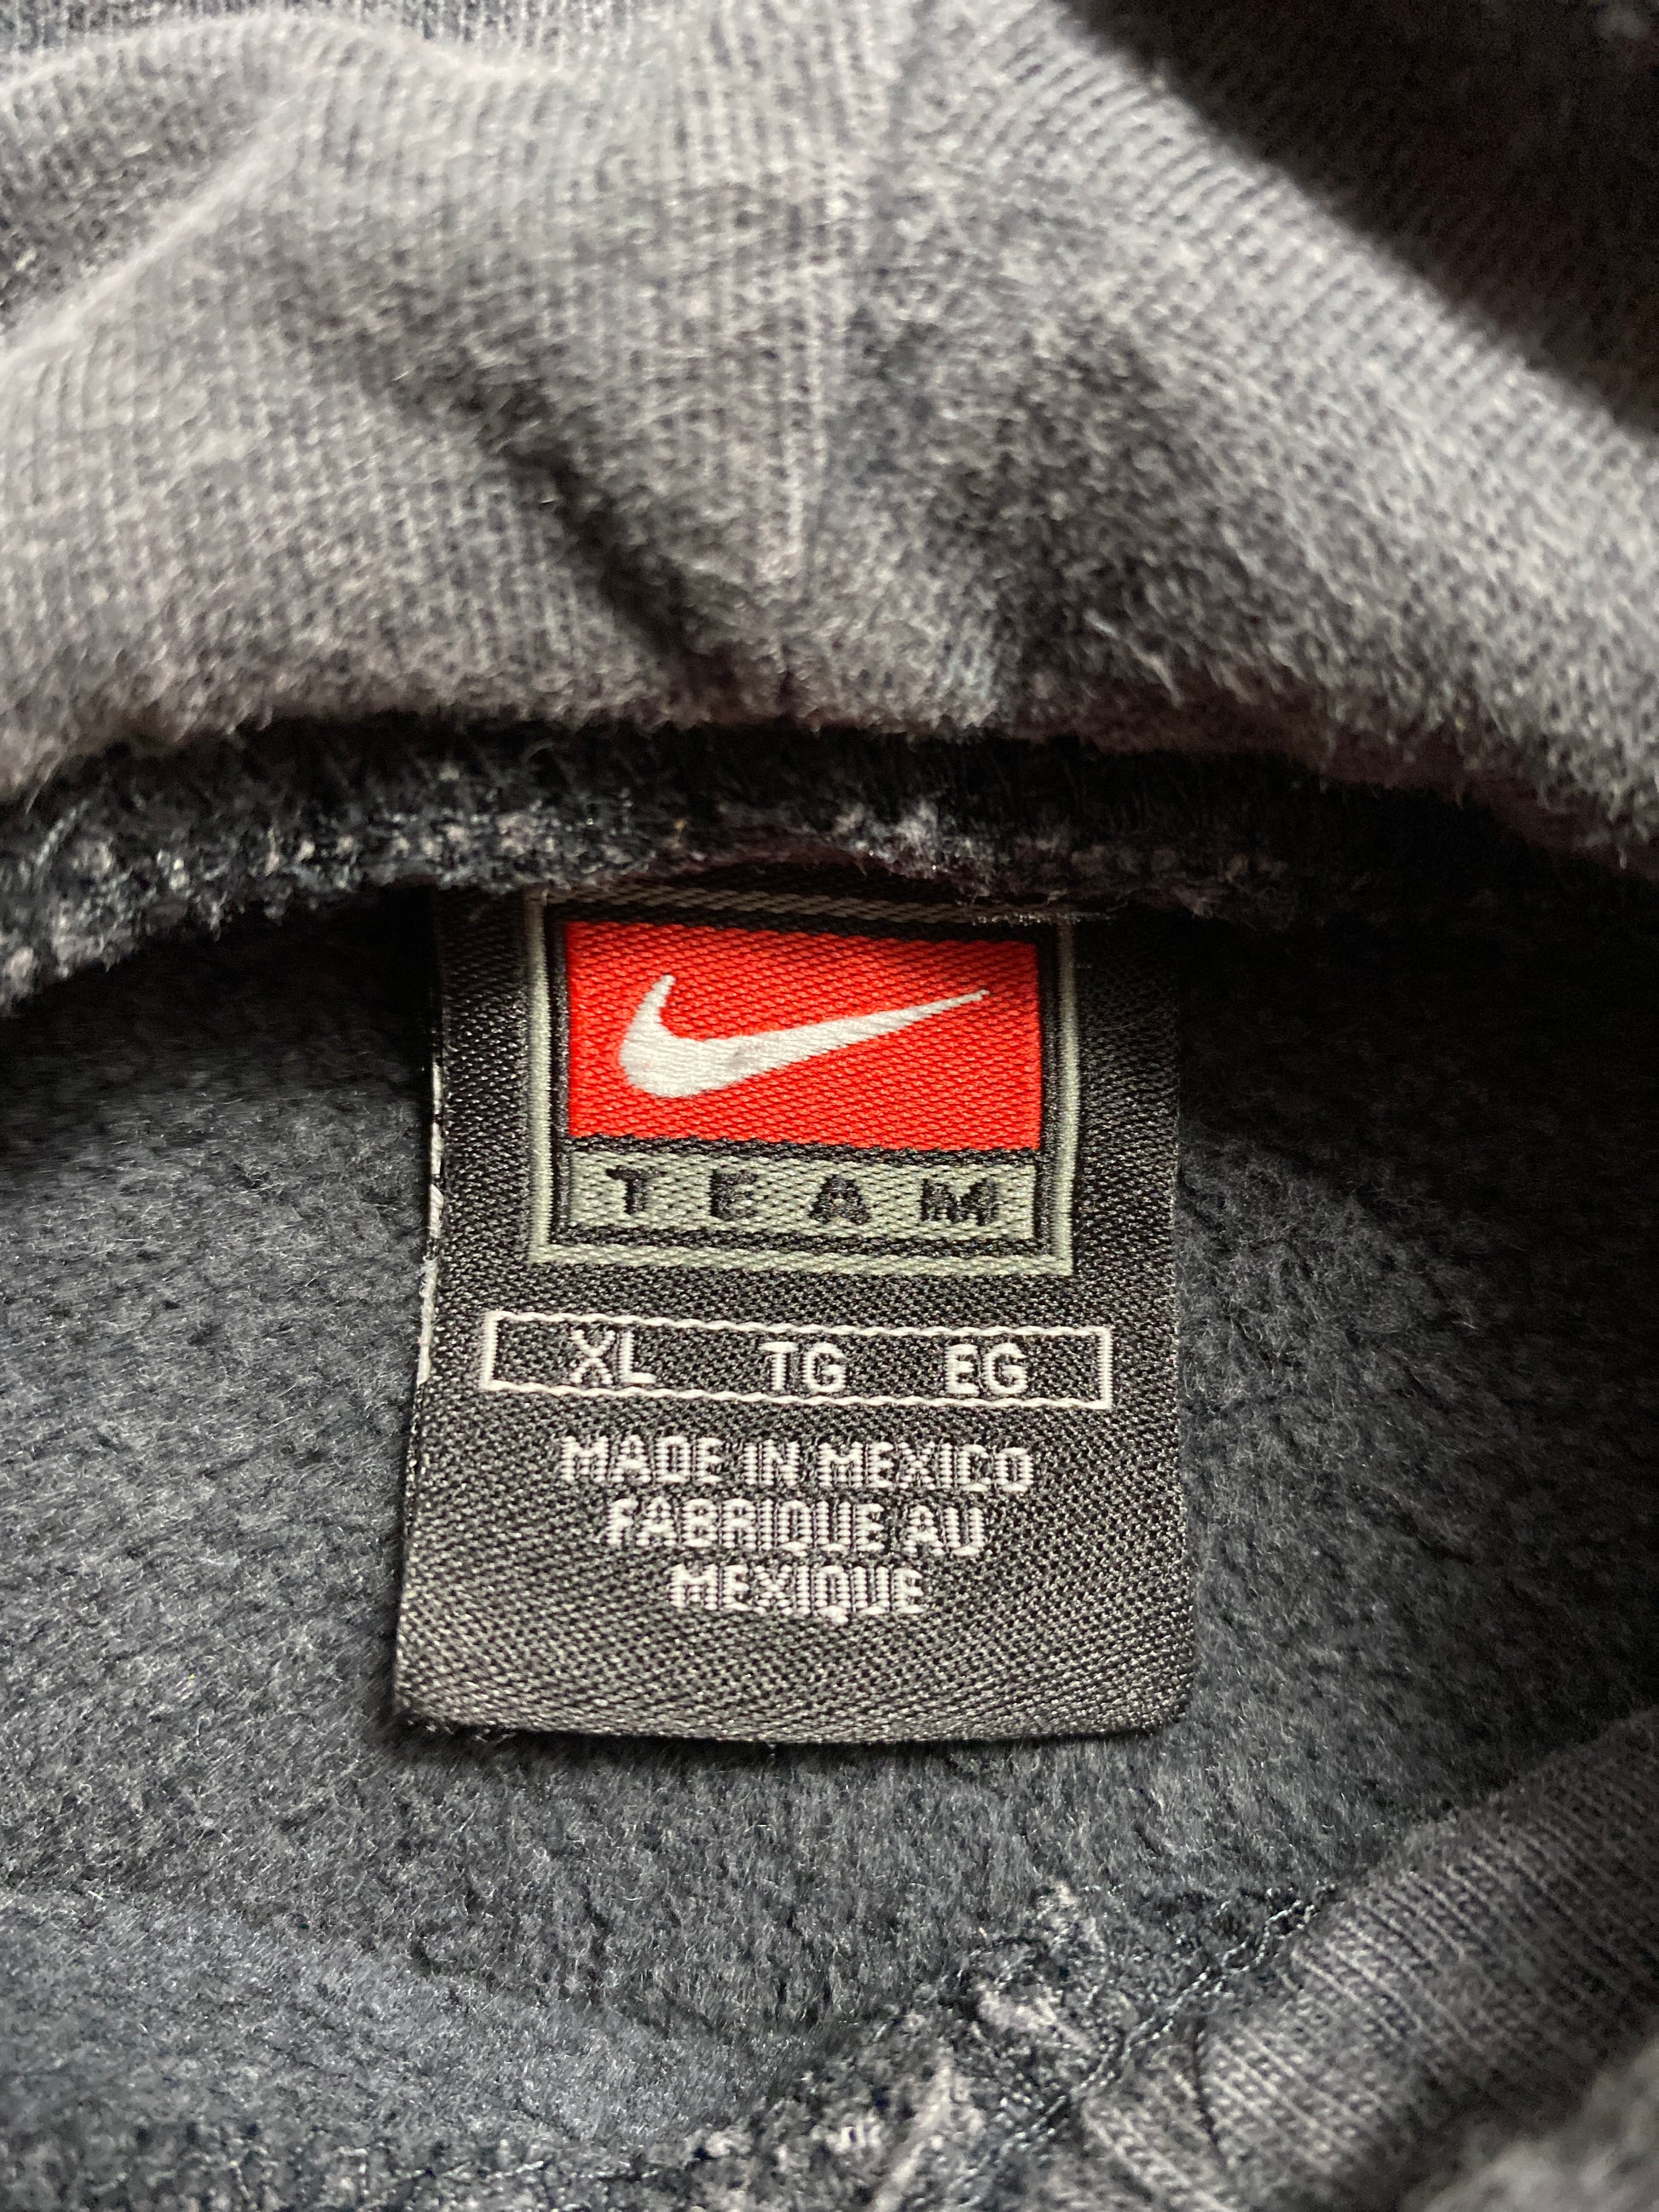 TEAM
XL TG EG
MADE IN MEXICO
FABRIQUE AU
MEXIQUE